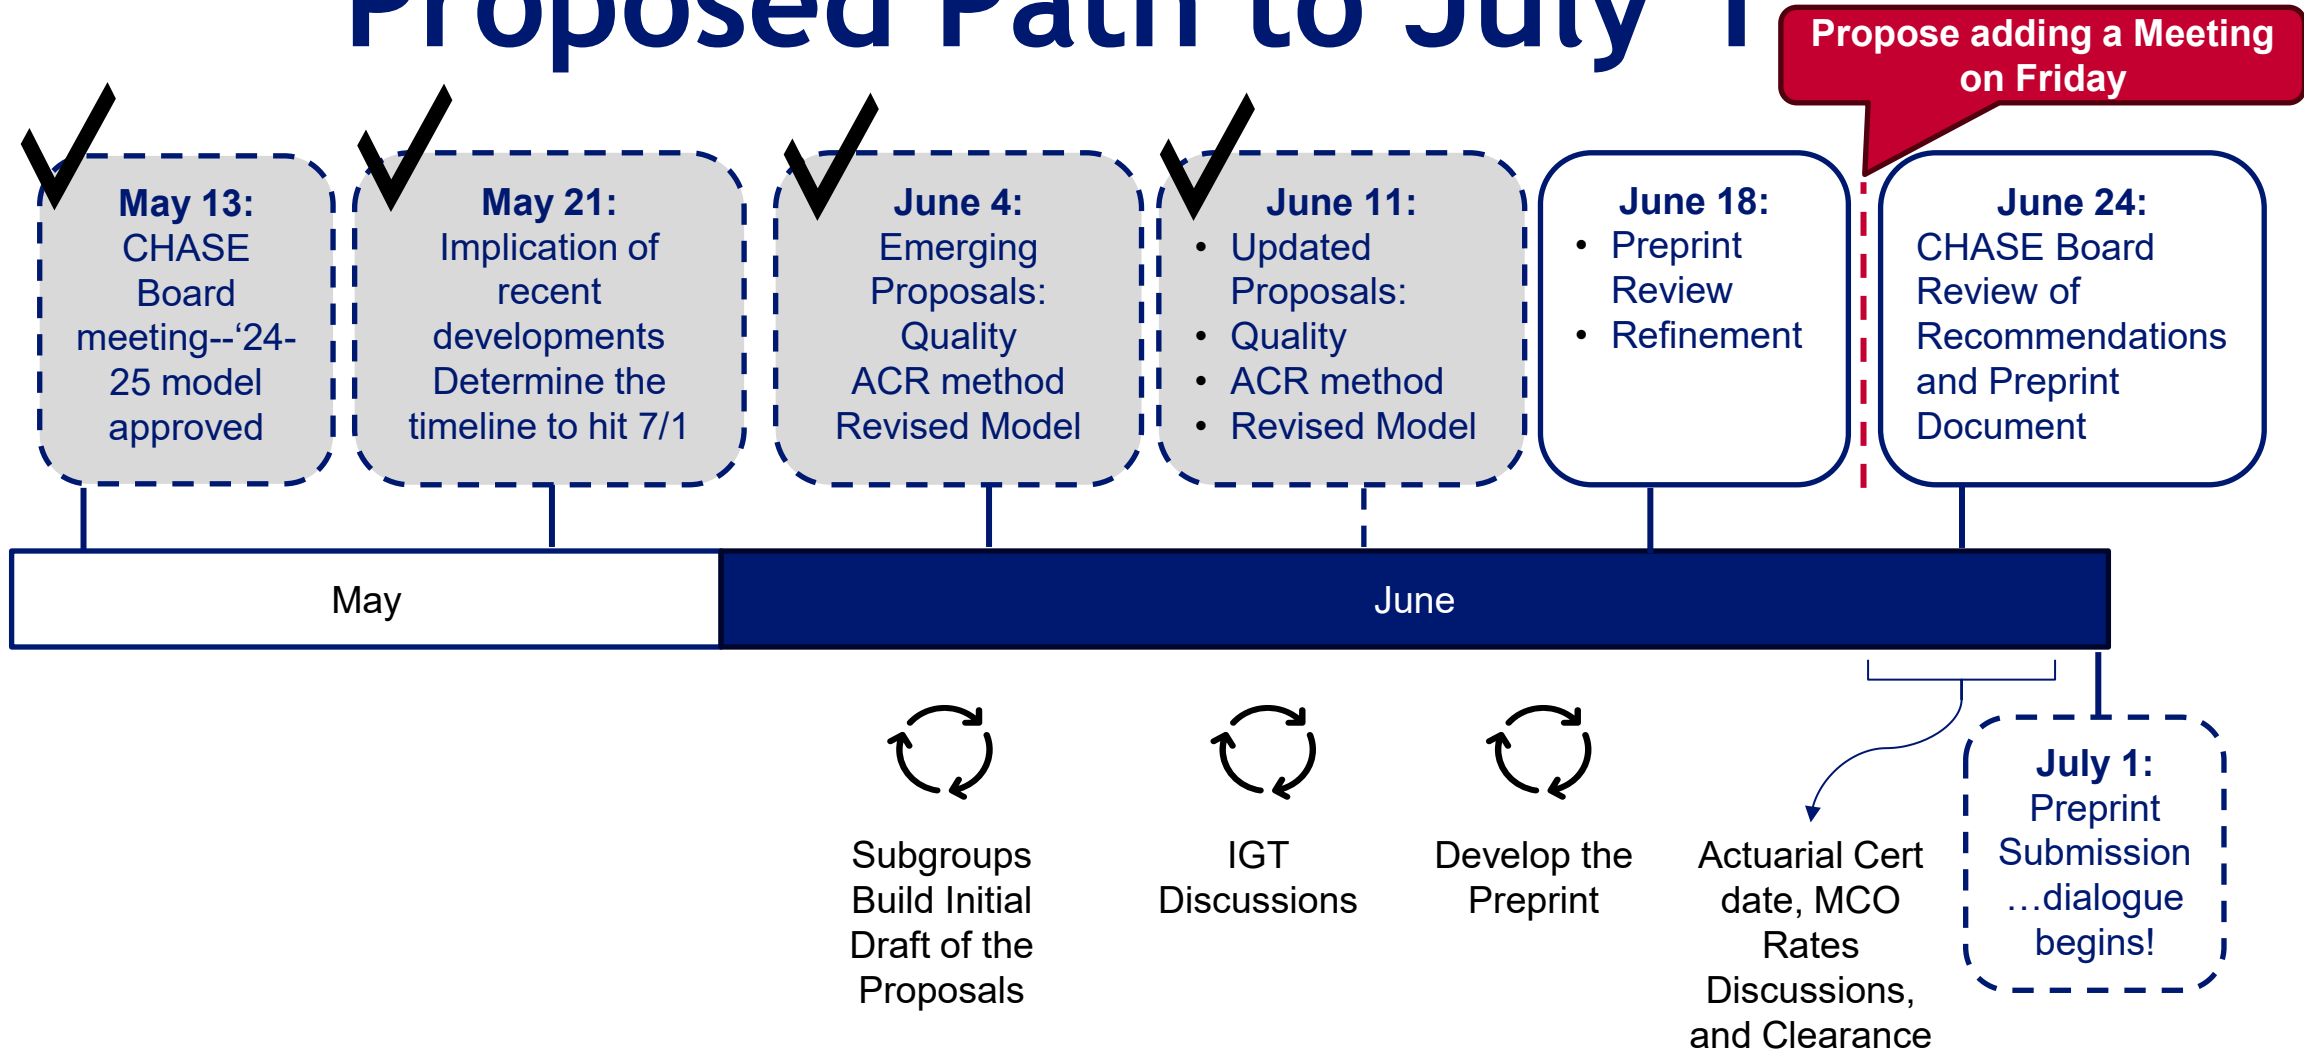 Proposed Path to July 1
Propose adding a Meeting
on Friday
May 13:
CHASE
Board
meeting--‘24-
25 model
approved
May 21:
Implication of
recent
developments
Determine the
timeline to hit 7/1
June 4:
Emerging
Proposals:
Quality
ACR method
Revised Model
June 11:
• Updated
Proposals:
• Quality
• ACR method
• Revised Model
June 18:
• Preprint
Review
• Refinement
June 24:
CHASE Board
Review of
Recommendations
and Preprint
Document
May
June
Subgroups
Build Initial
Draft of the
Proposals
IGT
Discussions
Develop the
Preprint
Actuarial Cert
date, MCO
Rates
Discussions,
and Clearance
July 1:
Preprint
Submission
…dialogue
begins!